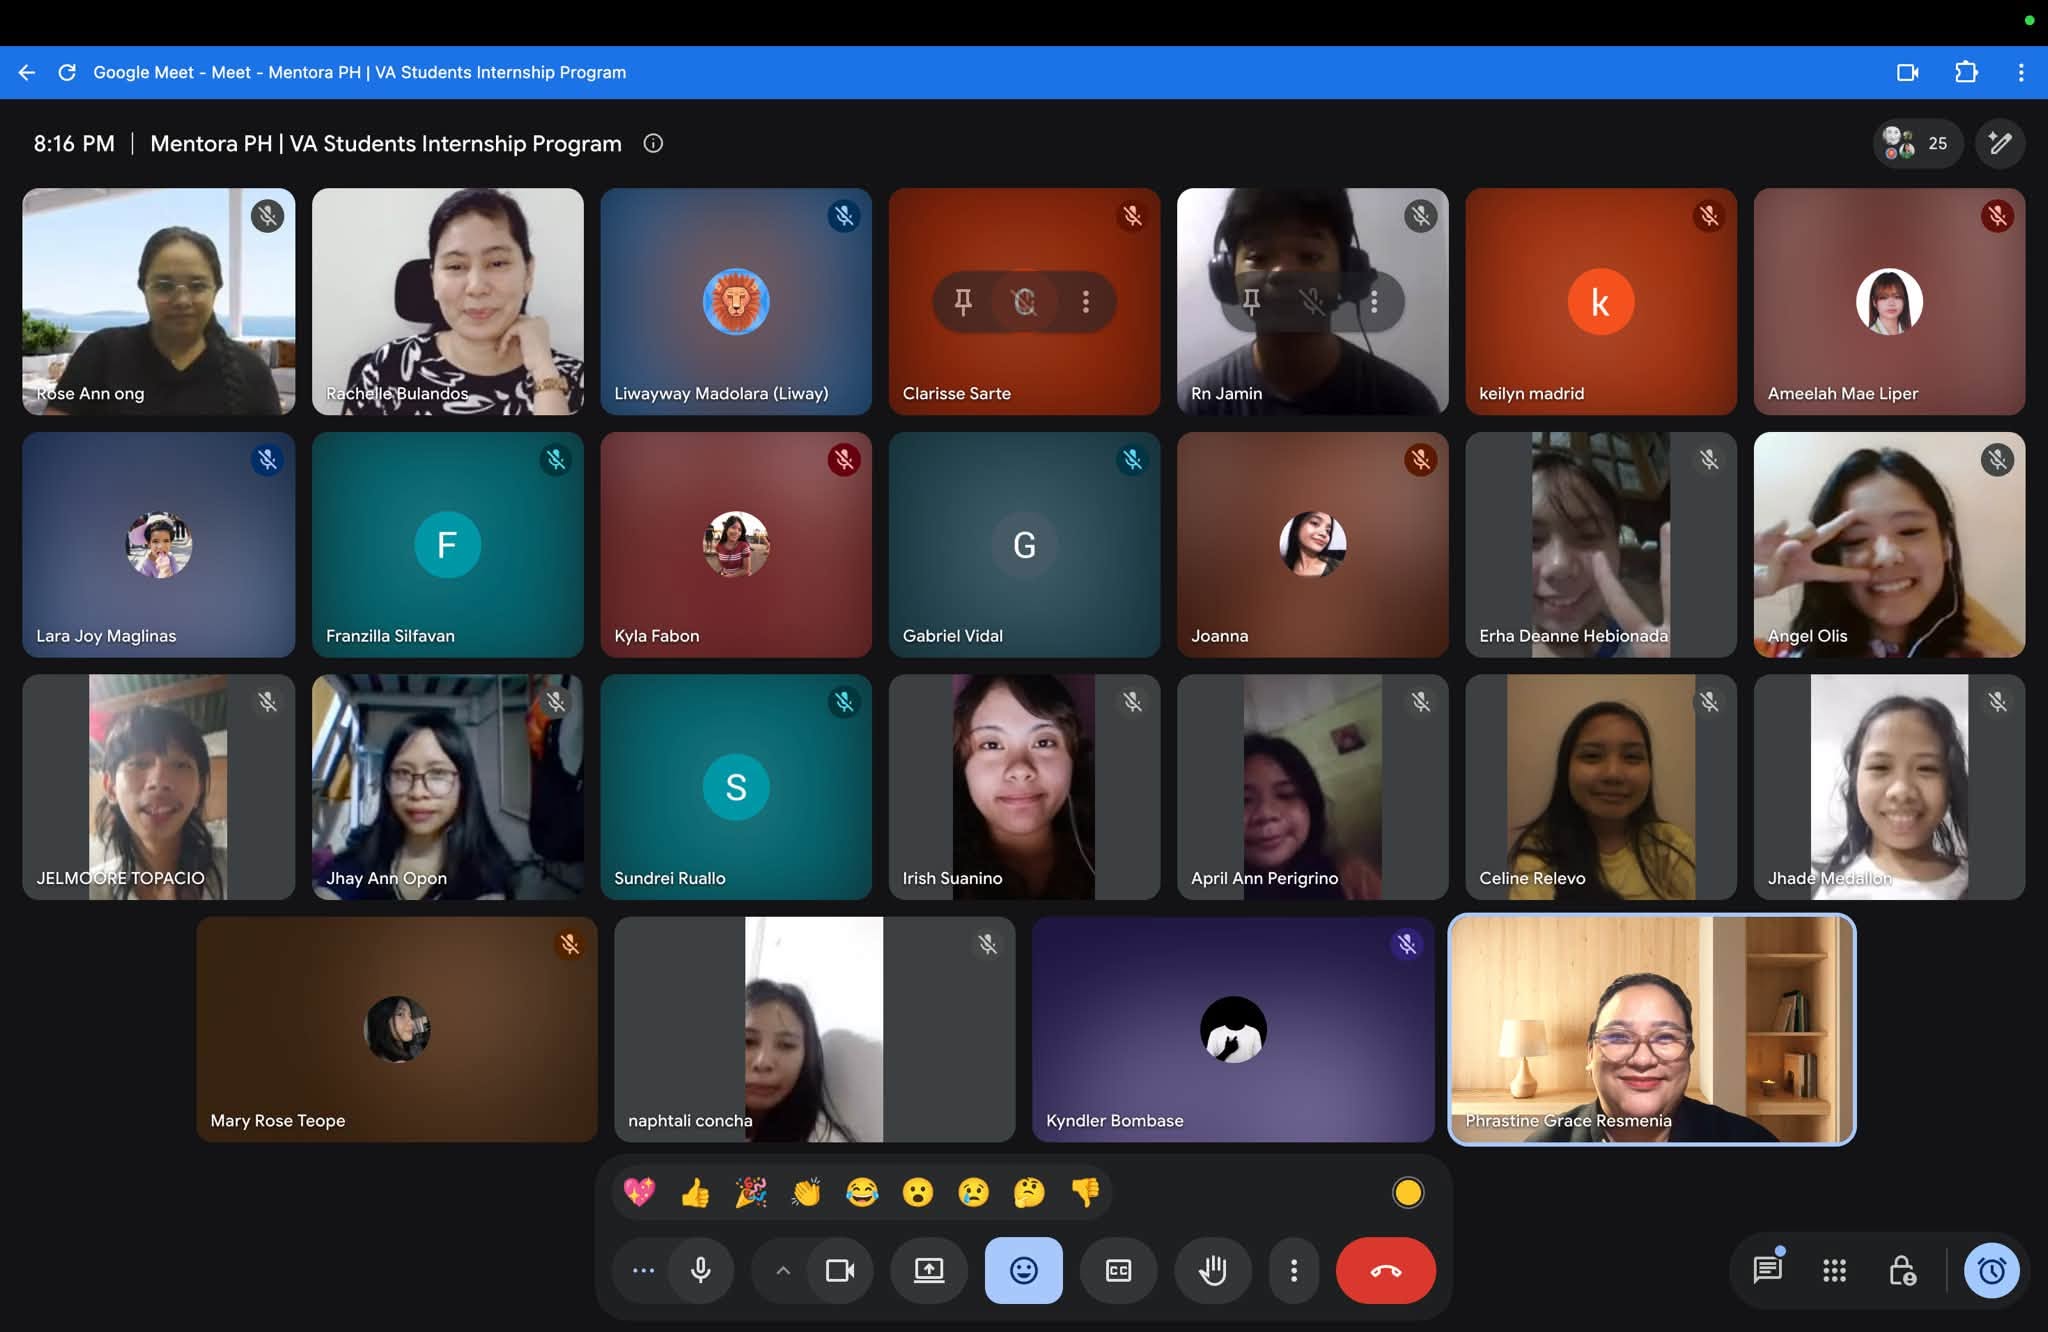 Google Meet - Meet - Mentora PH | VA Students Internship Program
8:16 PM | Mentora PH | VA Students Internship Program
25
Rose Ann ong
Rachelle Bulandos
Liwayway Madolara (Liway)
Clarisse Sarte
Rn Jamin
k
keilyn madrid
Ameelah Mae Liper
Lara Joy Maglinas
F
Franzilla Silfavan
Kyla Fabon
G
Gabriel Vidal
Joanna
Erha Deanne Hebionada
Angel Olis
JELMOORE TOPACIO
Jhay Ann Opon
S
Sundrei Ruallo
Irish Suanino
April Ann Perigrino
Celine Relevo
Jhade Medallon
Mary Rose Teope
naphtali concha
Kyndler Bombase
Phrastine Grace Resmenia
CC